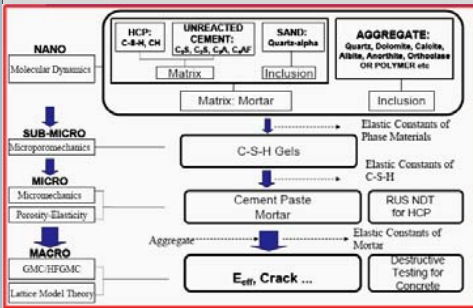 NANO
Molecular Dynamics
HCP:
C-S-H, CH
UNREACTED
CEMENT:
C₃S, C₂S, C₃A, C₄AF
SAND:
Quartz-alpha
AGGREGATE:
Quartz, Dolomite, Calcite,
Albite, Anorthite, Orthoclase
OR POLYMER etc
Matrix
Inclusion
Matrix: Mortar
Inclusion
SUB-MICRO
Microporomechanics
Elastic Constants of
Phase Materials
C-S-H Gels
MICRO
Micromechanics
Porosity-Elasticity
Elastic Constants of
C-S-H
Cement Paste
Mortar
RUS NDT
for HCP
MACRO
GMC/HFGMC
Lattice Model Theory
Aggregate
Elastic Constants of
Mortar
Eeff, Crack ...
Destructive
Testing for
Concrete